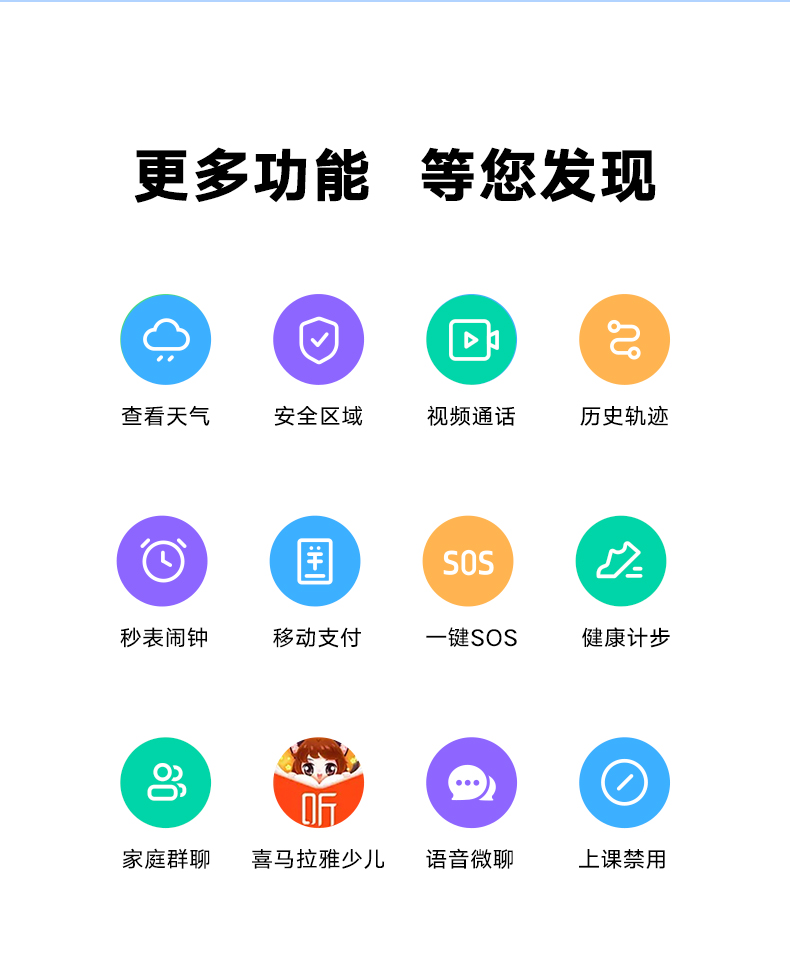 更多功能 等您发现
查看天气 安全区域 视频通话 历史轨迹
SOS
秒表闹钟 移动支付 一键SOS 健康计步
听
家庭群聊 喜马拉雅少儿 语音微聊 上课禁用